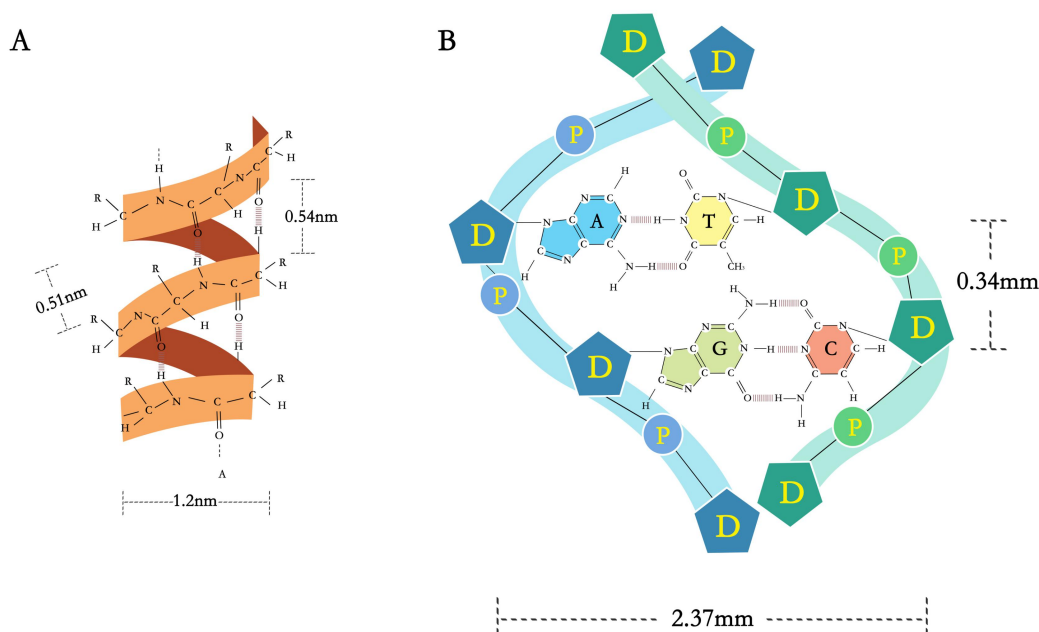 A
R
H R C H
C
N
R C N C C O H
0.54nm
H O H
R
H C
R N C H
0.51nm
C
R N C H O
C
H O H
H R R
C H
N C
C
H O
A
1.2nm
B
D D
P P
H
O
N C C N D
D N C A N H N T C H
C C C C
N C
H N H O CH₃
H
P P
0.34mm
H
N H O
N C C N D
D N C G N H N C C H
C C C C
C N C
H O H N H
H
P P
D D
2.37mm